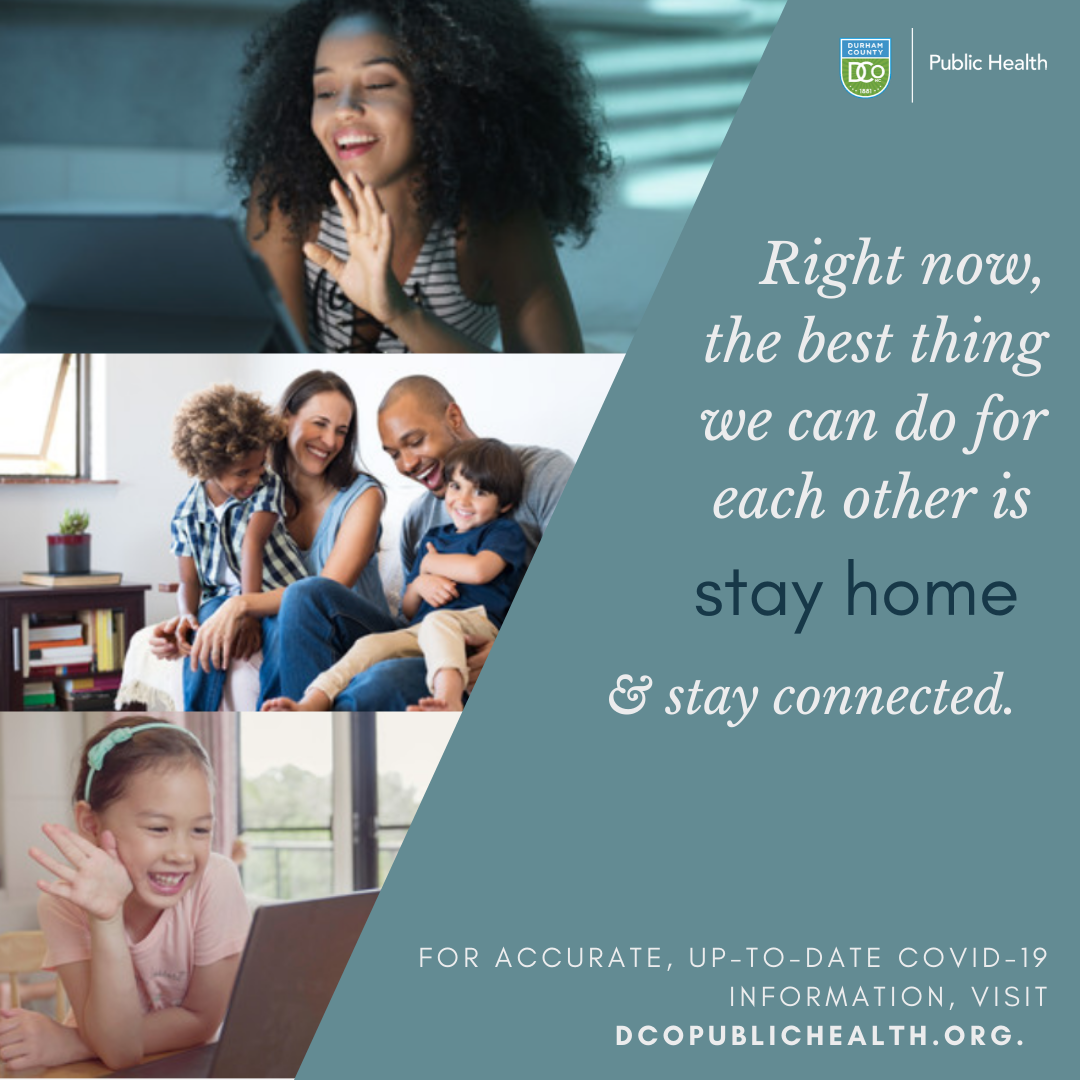 DURHAM
COUNTY
DCo
NC
1881
Public Health
Right now,
the best thing
we can do for
each other is
stay home
& stay connected.
FOR ACCURATE, UP-TO-DATE COVID-19
INFORMATION, VISIT
DCOPUBLICHEALTH.ORG.